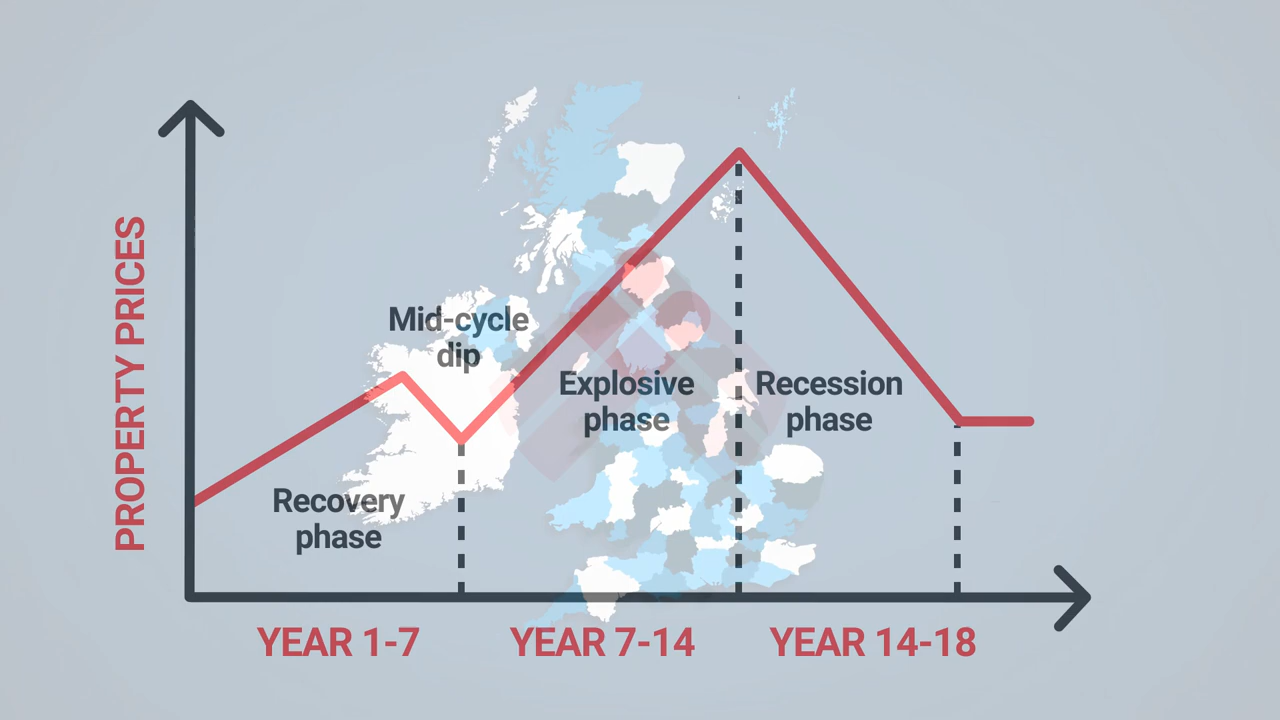 PROPERTY PRICES
Mid-cycle
dip
Explosive
phase
Recession
phase
Recovery
phase
YEAR 1-7
YEAR 7-14
YEAR 14-18